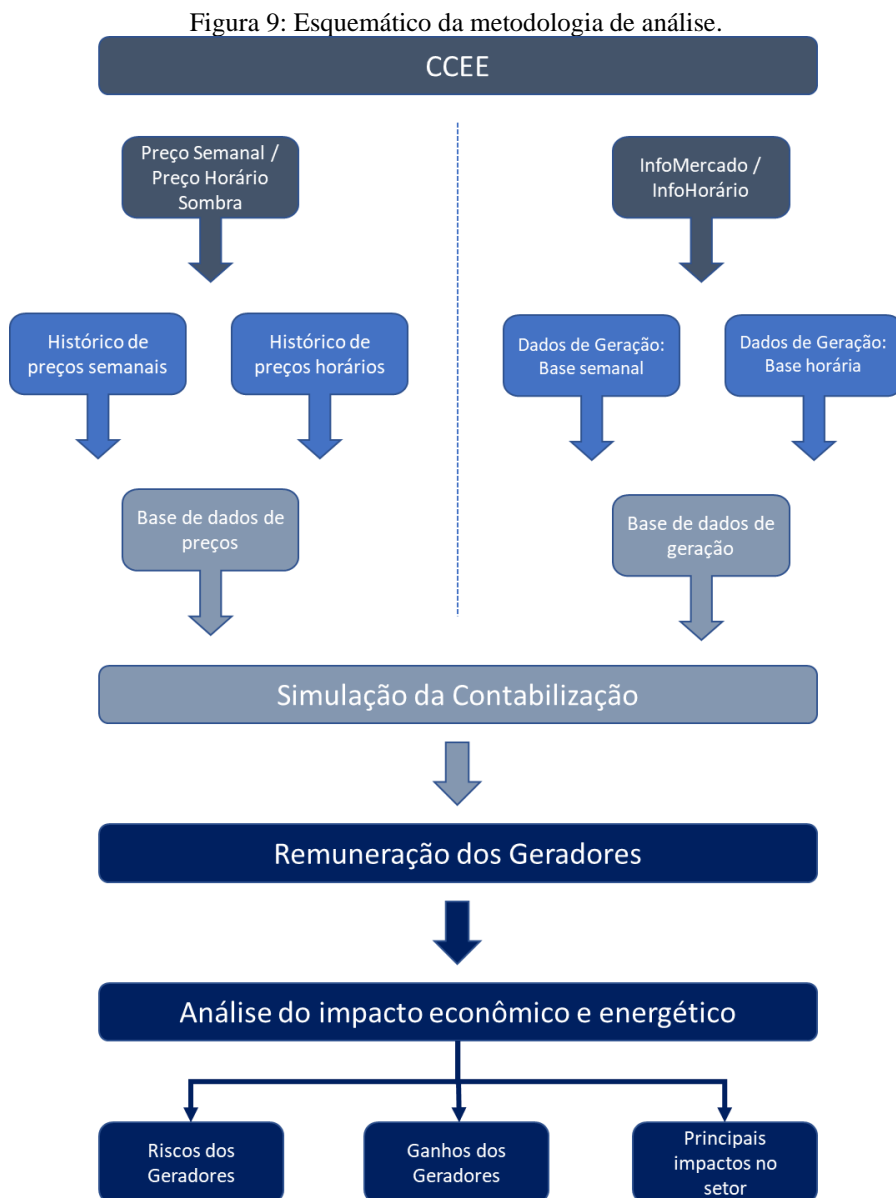 Figura 9: Esquemático da metodologia de análise.
CCEE
Preço Semanal /
Preço Horário
Sombra
InfoMercado /
InfoHorário
Histórico de
preços semanais
Histórico de
preços horários
Dados de Geração:
Base semanal
Dados de Geração:
Base horária
Base de dados de
preços
Base de dados de
geração
Simulação da Contabilização
Remuneração dos Geradores
Análise do impacto econômico e energético
Riscos dos
Geradores
Ganhos dos
Geradores
Principais
impactos no
setor